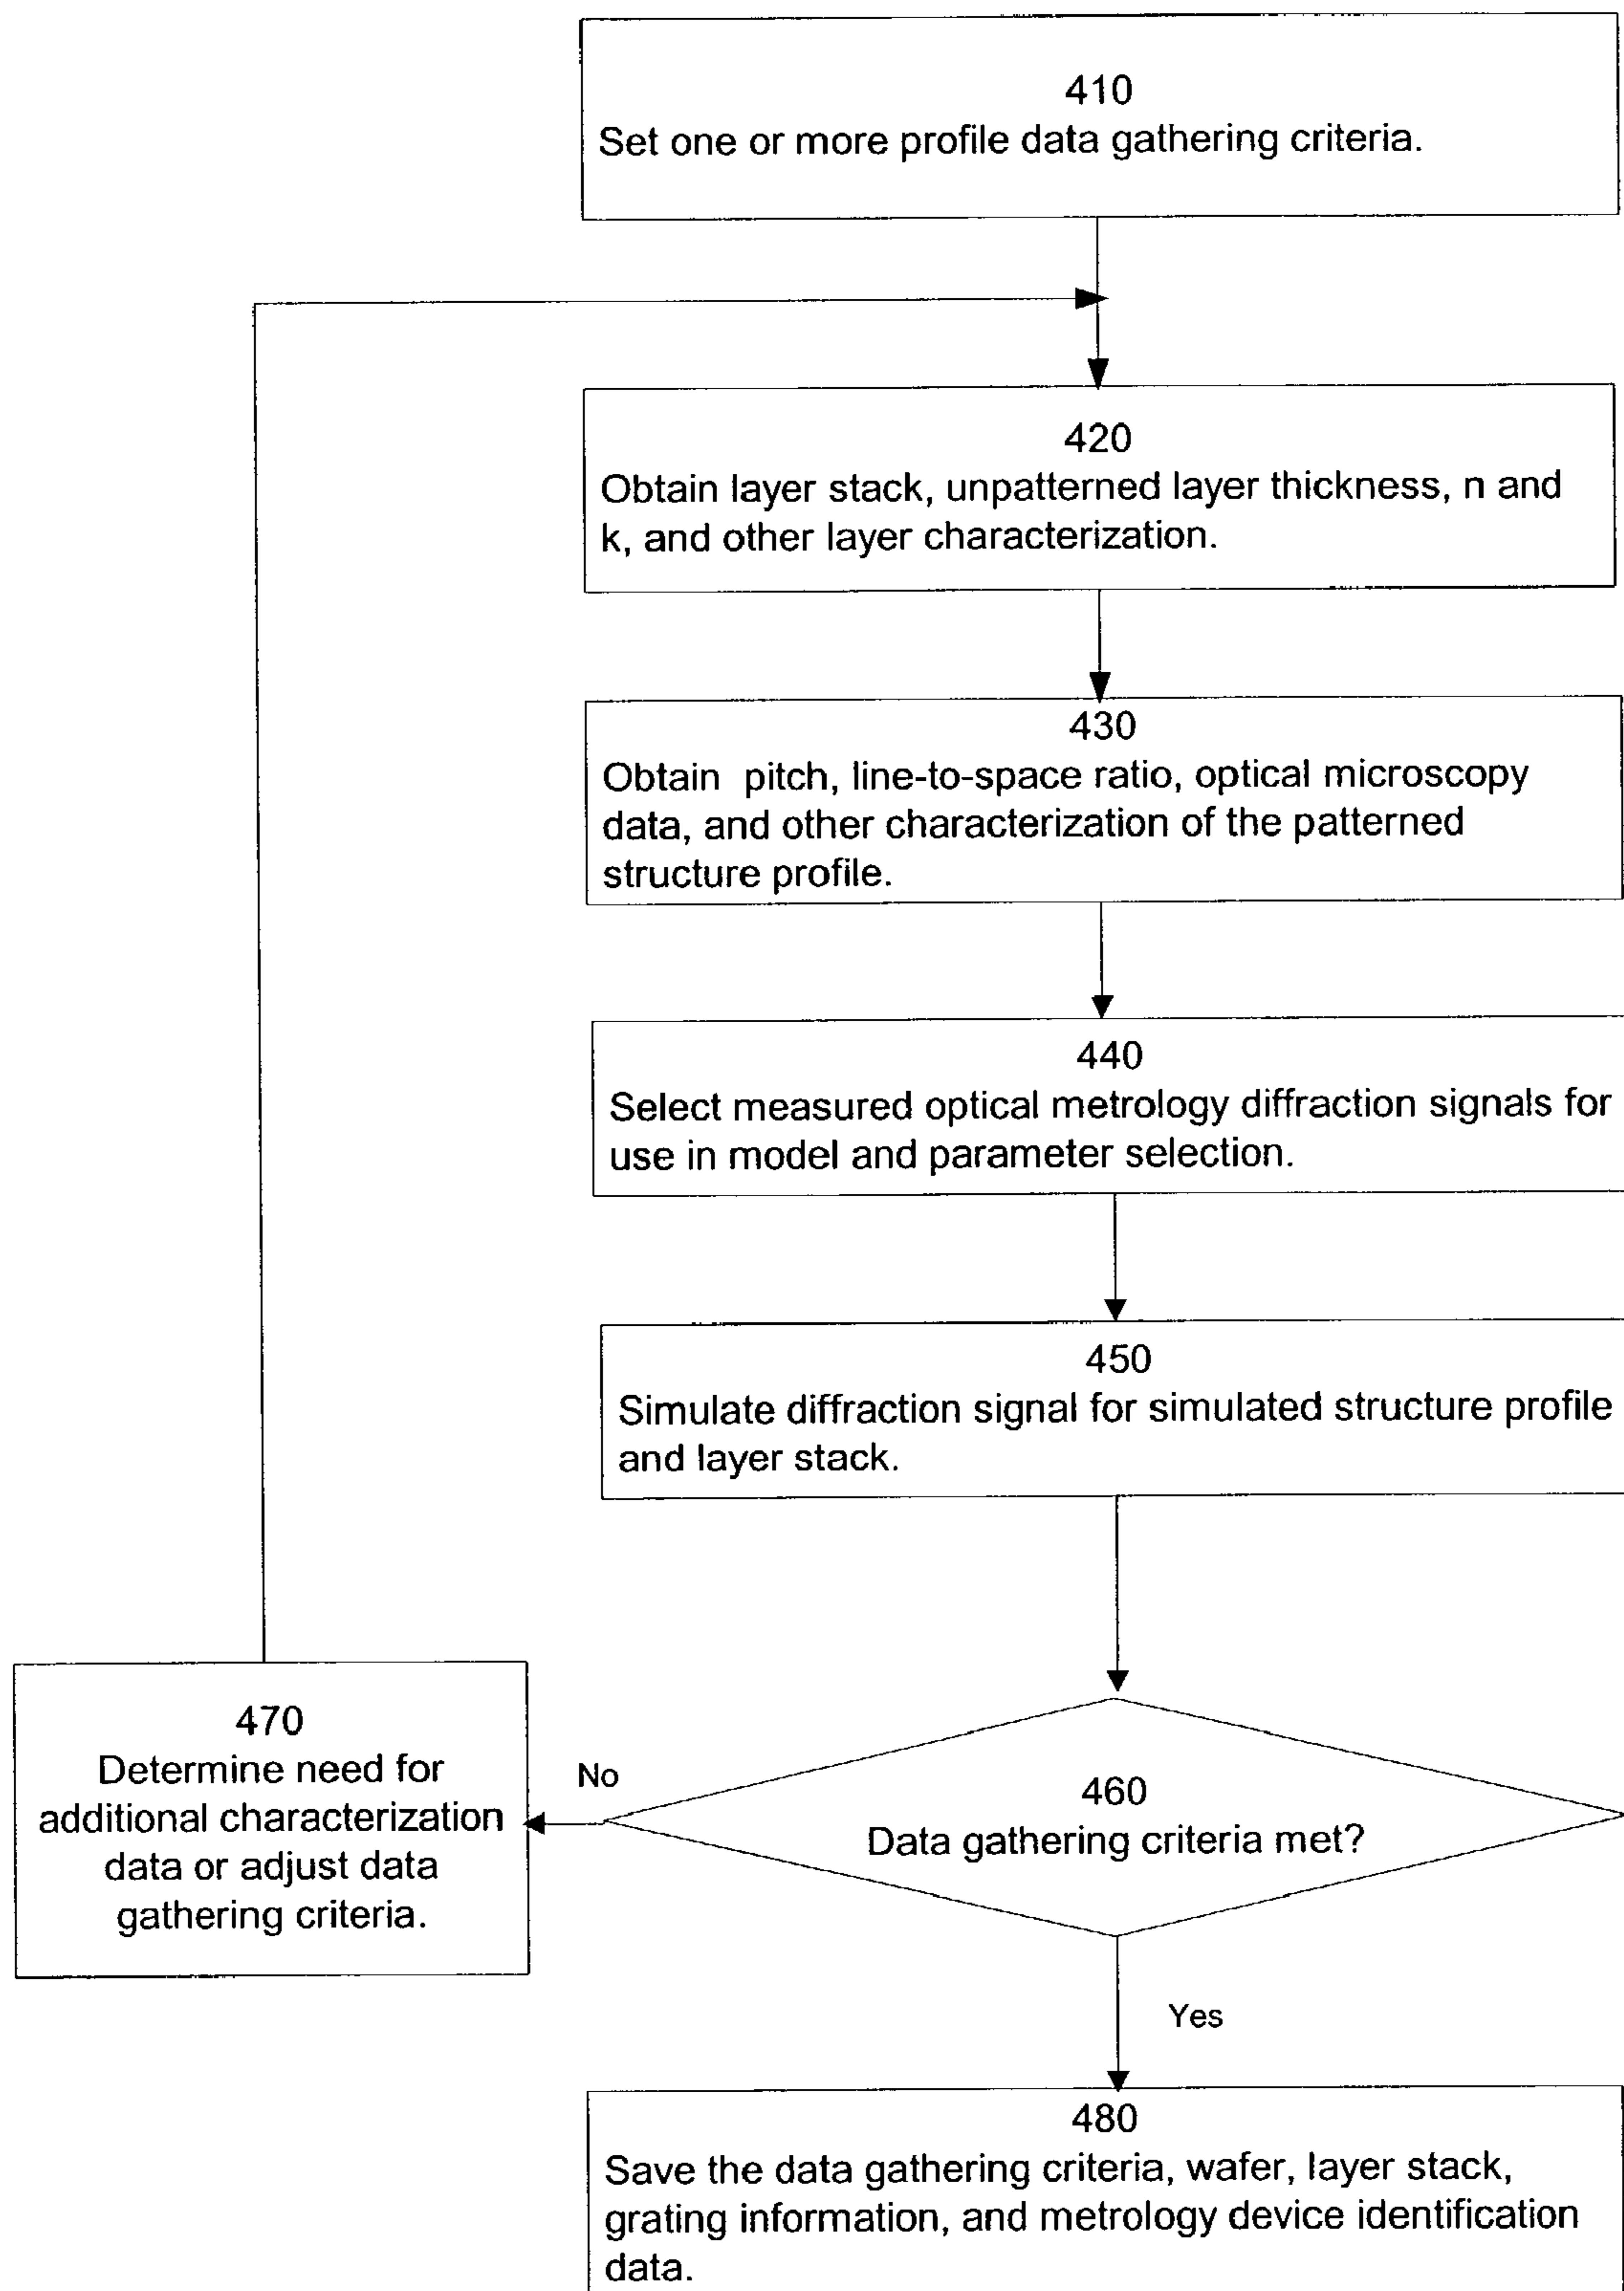 410
Set one or more profile data gathering criteria.
420
Obtain layer stack, unpatterned layer thickness, n and
k, and other layer characterization.
430
Obtain pitch, line-to-space ratio, optical microscopy
data, and other characterization of the patterned
structure profile.
440
Select measured optical metrology diffraction signals for
use in model and parameter selection.
450
Simulate diffraction signal for simulated structure profile
and layer stack.
470
Determine need for
additional characterization
data or adjust data
gathering criteria.
No
460
Data gathering criteria met?
Yes
480
Save the data gathering criteria, wafer, layer stack,
grating information, and metrology device identification
data.